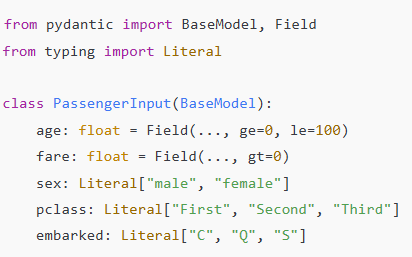 from pydantic import BaseModel, Field
from typing import Literal

class PassengerInput(BaseModel):
    age: float = Field(..., ge=0, le=100)
    fare: float = Field(..., gt=0)
    sex: Literal["male", "female"]
    pclass: Literal["First", "Second", "Third"]
    embarked: Literal["C", "Q", "S"]